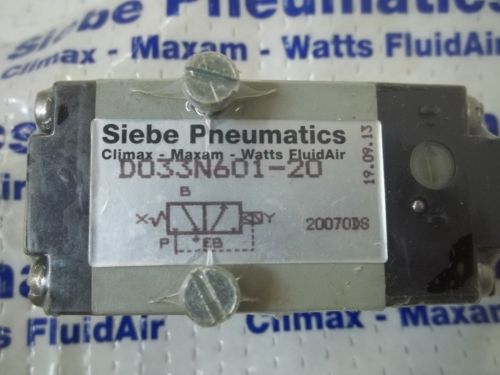 Siebe Pneumatics
Climax - Maxam - Watts FluidAir
Siebe Pneumatics
Climax - Maxam - Watts FluidAir
19.09.13
D033N601-20
B
X
Y
P
EB
20070DS
FluidAir
Climax - Maxam -